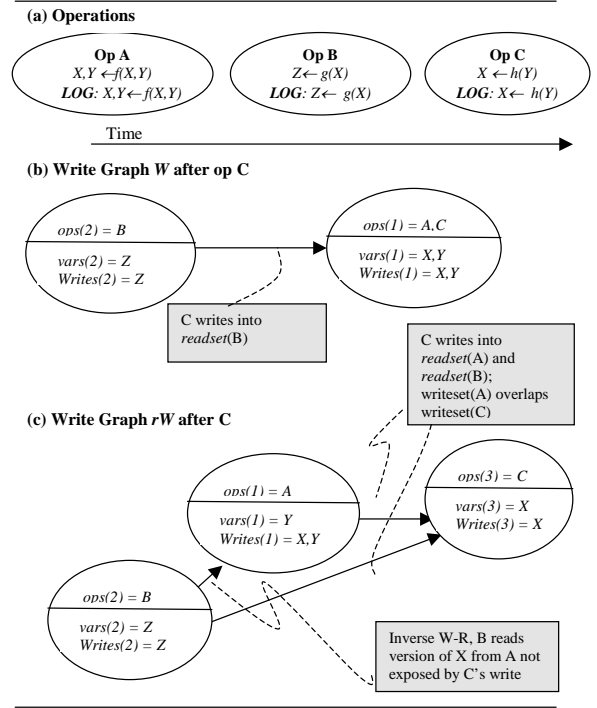 (a) Operations
Op A
X,Y ←f(X,Y)
LOG: X,Y←f(X,Y)
Op B
Z← g(X)
LOG: Z← g(X)
Op C
X ← h(Y)
LOG: X← h(Y)
Time
(b) Write Graph W after op C
ops(2) = B
vars(2) = Z
Writes(2) = Z
ops(1) = A,C
vars(1) = X,Y
Writes(1) = X,Y
C writes into
readset(B)
C writes into
readset(A) and
readset(B);
writeset(A) overlaps
writeset(C)
(c) Write Graph rW after C
ops(1) = A
vars(1) = Y
Writes(1) = X,Y
ops(3) = C
vars(3) = X
Writes(3) = X
ops(2) = B
vars(2) = Z
Writes(2) = Z
Inverse W-R, B reads
version of X from A not
exposed by C's write